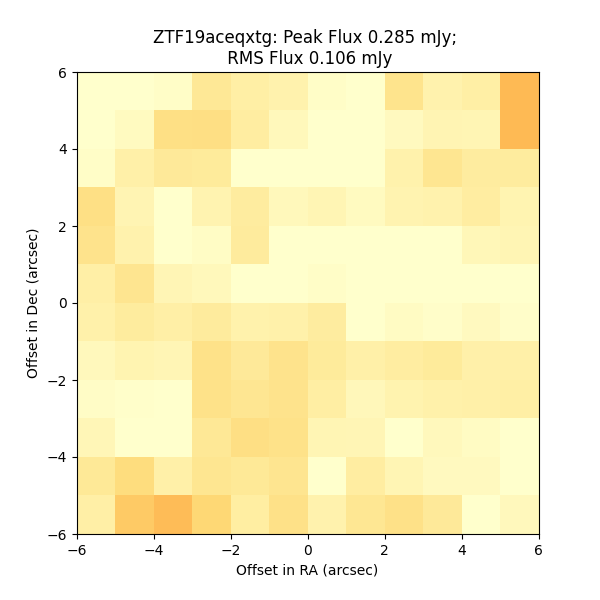 ZTF19aceqxtg: Peak Flux 0.285 mJy;
RMS Flux 0.106 mJy
6
4
2
0
−2
−4
−6
Offset in Dec (arcsec)
−6 −4 −2 0 2 4 6
Offset in RA (arcsec)